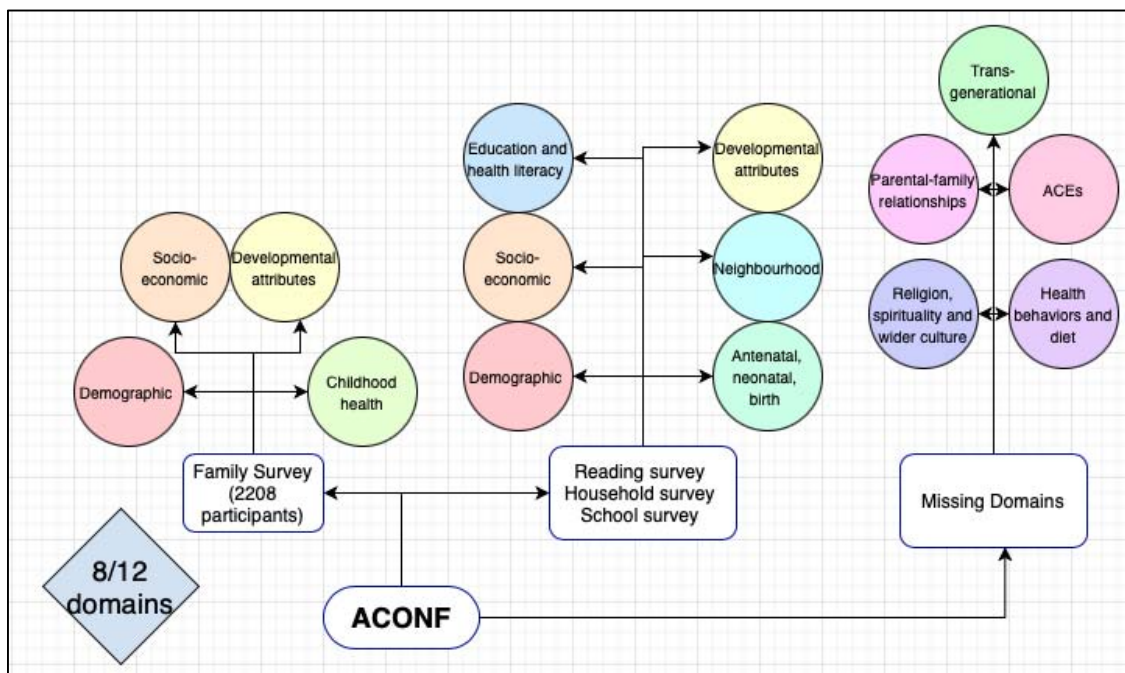 Trans-
generational
Education and
health literacy
Developmental
attributes
Parental-family
relationships
ACEs
Socio-
economic
Developmental
attributes
Socio-
economic
Neighbourhood
Religion,
spirituality and
wider culture
Health
behaviors and
diet
Demographic
Childhood
health
Demographic
Antenatal,
neonatal,
birth
Family Survey
(2208
participants)
Reading survey
Household survey
School survey
Missing Domains
8/12
domains
ACONF